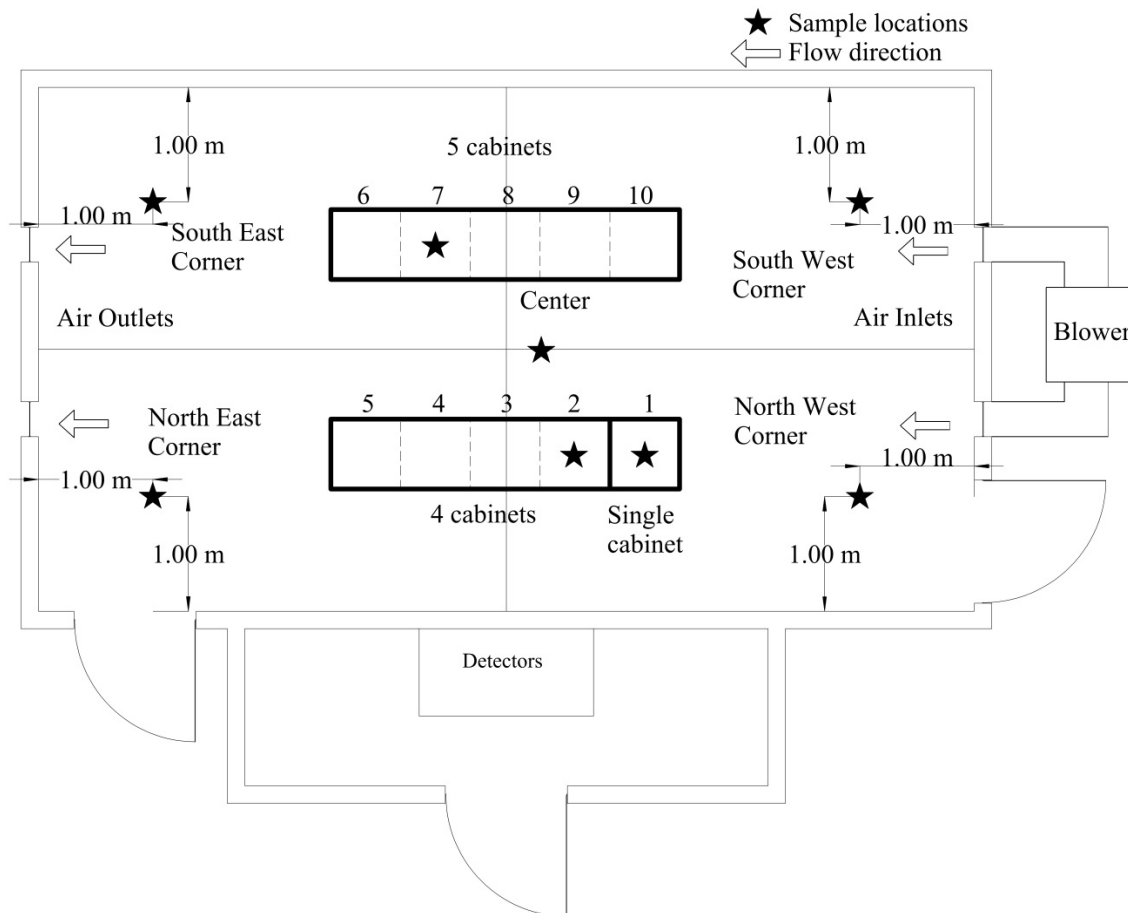 Sample locations
Flow direction
1.00 m
1.00 m
5 cabinets
6 7 8 9 10
1.00 m
1.00 m
South East
Corner
South West
Corner
Center
Air Outlets
Air Inlets
Blower
North East
Corner
5 4 3 2 1
North West
Corner
1.00 m
1.00 m
4 cabinets
Single
cabinet
1.00 m
1.00 m
Detectors